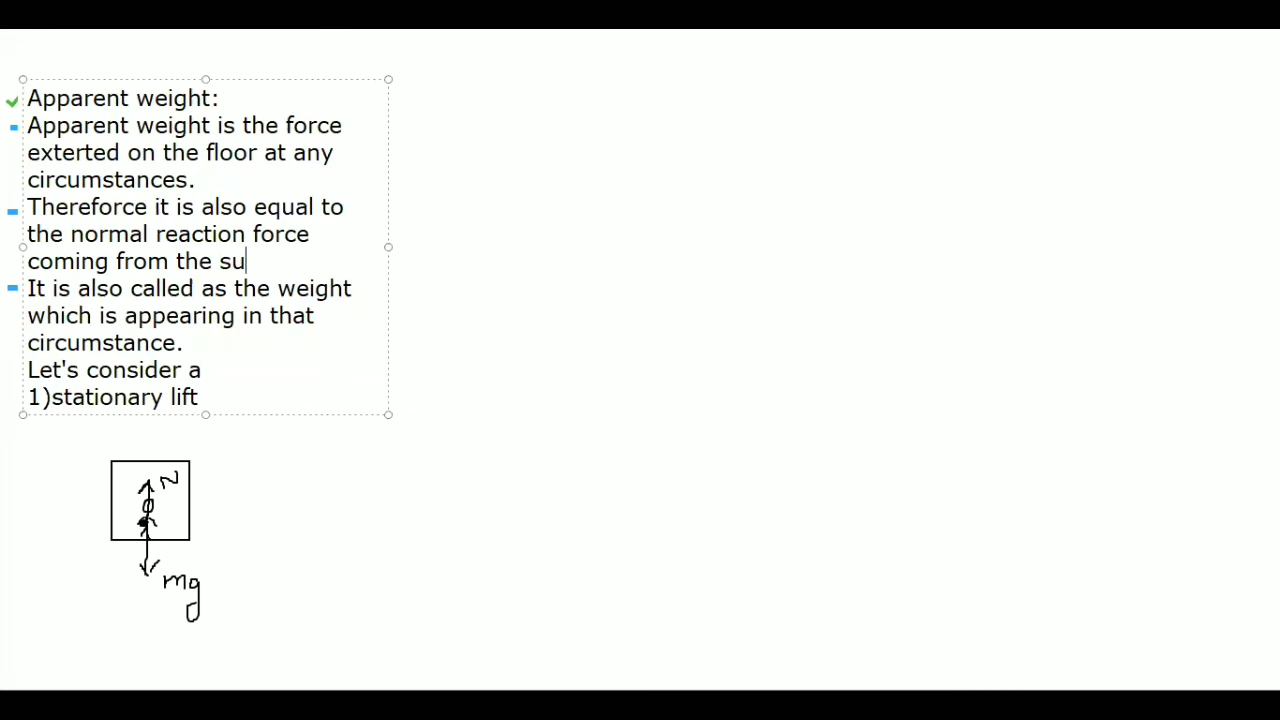 Apparent weight:
Apparent weight is the force
exterted on the floor at any
circumstances.
Thereforce it is also equal to
the normal reaction force
coming from the su
It is also called as the weight
which is appearing in that
circumstance.
Let's consider a
1)stationary lift
N
mg